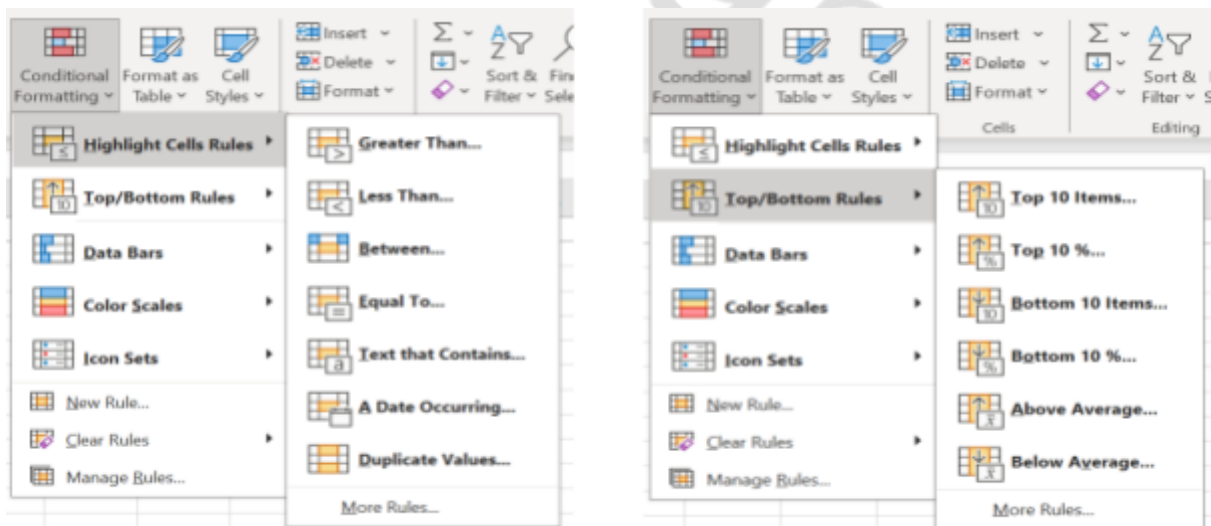 Conditional Formatting
Format as Table
Cell Styles
Insert
Delete
Format
Sort & Filter
Highlight Cells Rules
Top/Bottom Rules
Data Bars
Color Scales
Icon Sets
New Rule...
Clear Rules
Manage Rules...
Greater Than...
Less Than...
Between...
Equal To...
Text that Contains...
A Date Occurring...
Duplicate Values...
More Rules...
Conditional Formatting
Format as Table
Cell Styles
Insert
Delete
Format
Cells
Sort & Filter
Editing
Highlight Cells Rules
Top/Bottom Rules
Data Bars
Color Scales
Icon Sets
New Rule...
Clear Rules
Manage Rules...
Top 10 Items...
Top 10 %...
Bottom 10 Items...
Bottom 10 %...
Above Average...
Below Average...
More Rules...